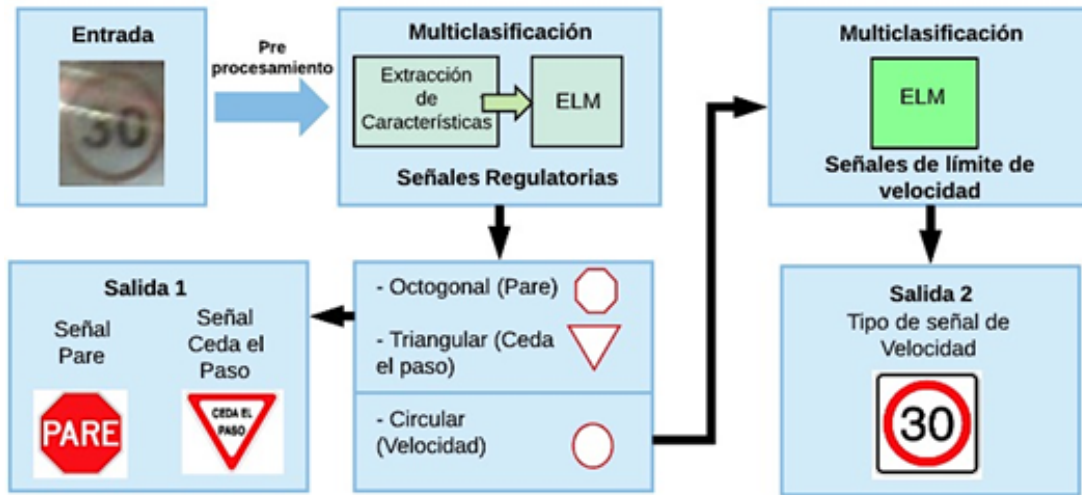 Entrada
30
Pre
procesamiento
Multiclasificación
Extracción
de
Características
ELM
Señales Regulatorias
Multiclasificación
ELM
Señales de límite de
velocidad
Salida 1
Señal
Pare
PARE
Señal
Ceda el
Paso
CEDA EL
PASO
- Octogonal (Pare)
- Triangular (Ceda
el paso)
- Circular
(Velocidad)
Salida 2
Tipo de señal de
Velocidad
30